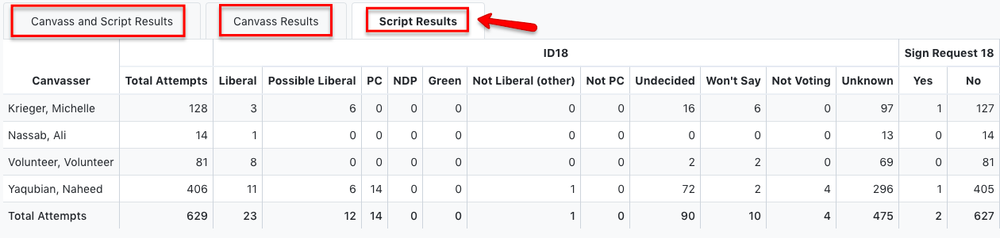 Canvass and Script Results Canvass Results Script Results
ID18 Sign Request 18
Canvasser Total Attempts Liberal Possible Liberal PC NDP Green Not Liberal (other) Not PC Undecided Won't Say Not Voting Unknown Yes No
Krieger, Michelle 128 3 6 0 0 0 0 0 16 6 0 97 1 127
Nassab, Ali 14 1 0 0 0 0 0 0 0 0 0 13 0 14
Volunteer, Volunteer 81 8 0 0 0 0 0 0 2 2 0 69 0 81
Yaqubian, Naheed 406 11 6 14 0 0 1 0 72 2 4 296 1 405
Total Attempts 629 23 12 14 0 0 1 0 90 10 4 475 2 627